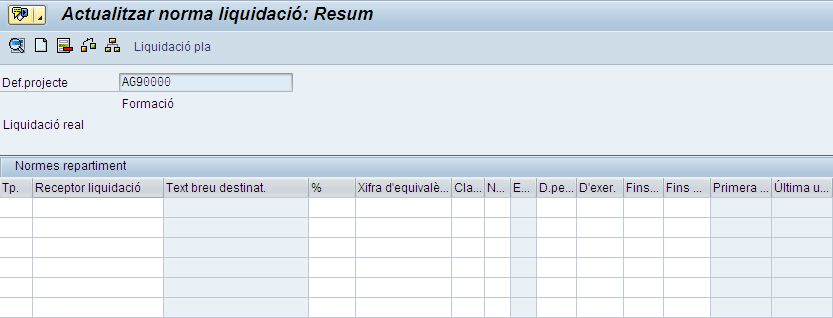 Actualitzar norma liquidació: Resum
Liquidació pla
Def.projecte AG90000
Formació
Liquidació real
Normes repartiment
Tp. Receptor liquidació Text breu destinat. % Xifra d'equivalè... Cla... N... E... D.pe... D'exer. Fins... Fins ... Primera ... Última u...